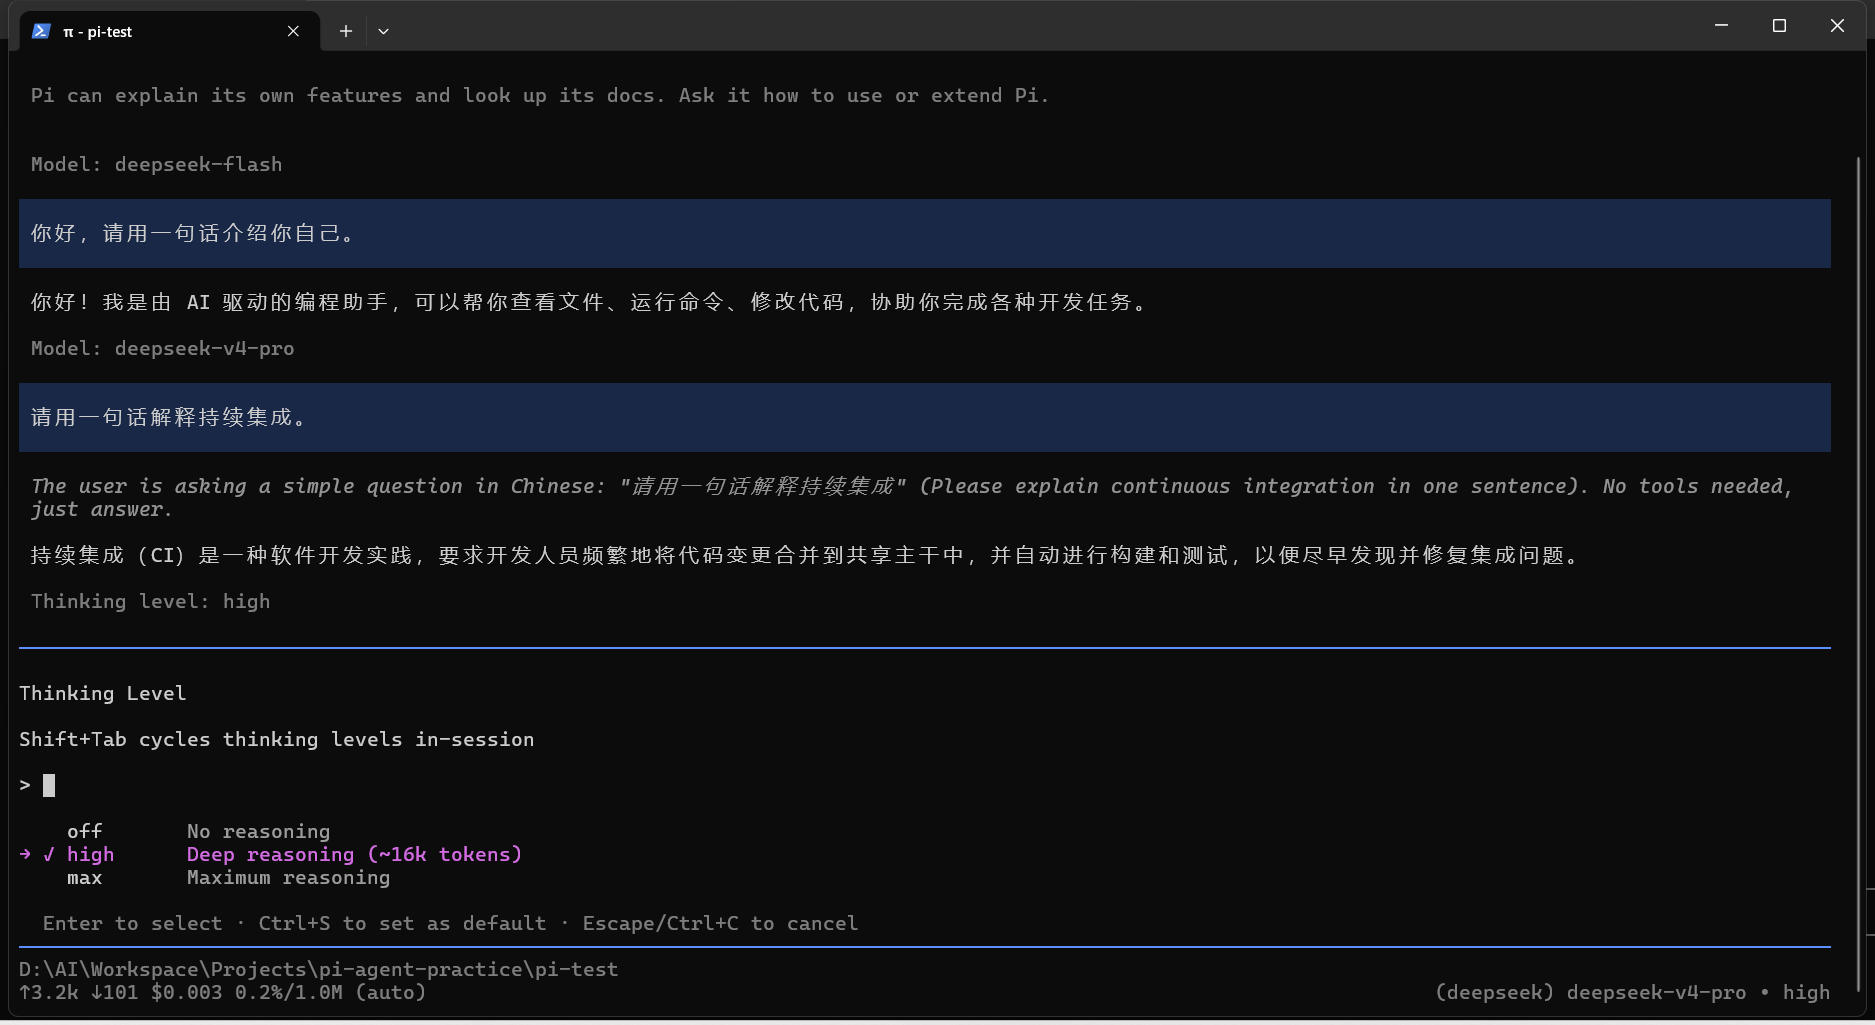 π - pi-test
Pi can explain its own features and look up its docs. Ask it how to use or extend Pi.
Model: deepseek-flash
你好，请用一句话介绍你自己。
你好！我是由 AI 驱动的编程助手，可以帮你查看文件、运行命令、修改代码，协助你完成各种开发任务。
Model: deepseek-v4-pro
请用一句话解释持续集成。
The user is asking a simple question in Chinese: "请用一句话解释持续集成" (Please explain continuous integration in one sentence). No tools needed,
just answer.
持续集成（CI）是一种软件开发实践，要求开发人员频繁地将代码变更合并到共享主干中，并自动进行构建和测试，以便尽早发现并修复集成问题。
Thinking level: high
Thinking Level
Shift+Tab cycles thinking levels in-session
>
off No reasoning
→ ✓ high Deep reasoning (~16k tokens)
max Maximum reasoning
Enter to select · Ctrl+S to set as default · Escape/Ctrl+C to cancel
D:\AI\Workspace\Projects\pi-agent-practice\pi-test
↑3.2k ↓101 $0.003 0.2%/1.0M (auto) (deepseek) deepseek-v4-pro • high